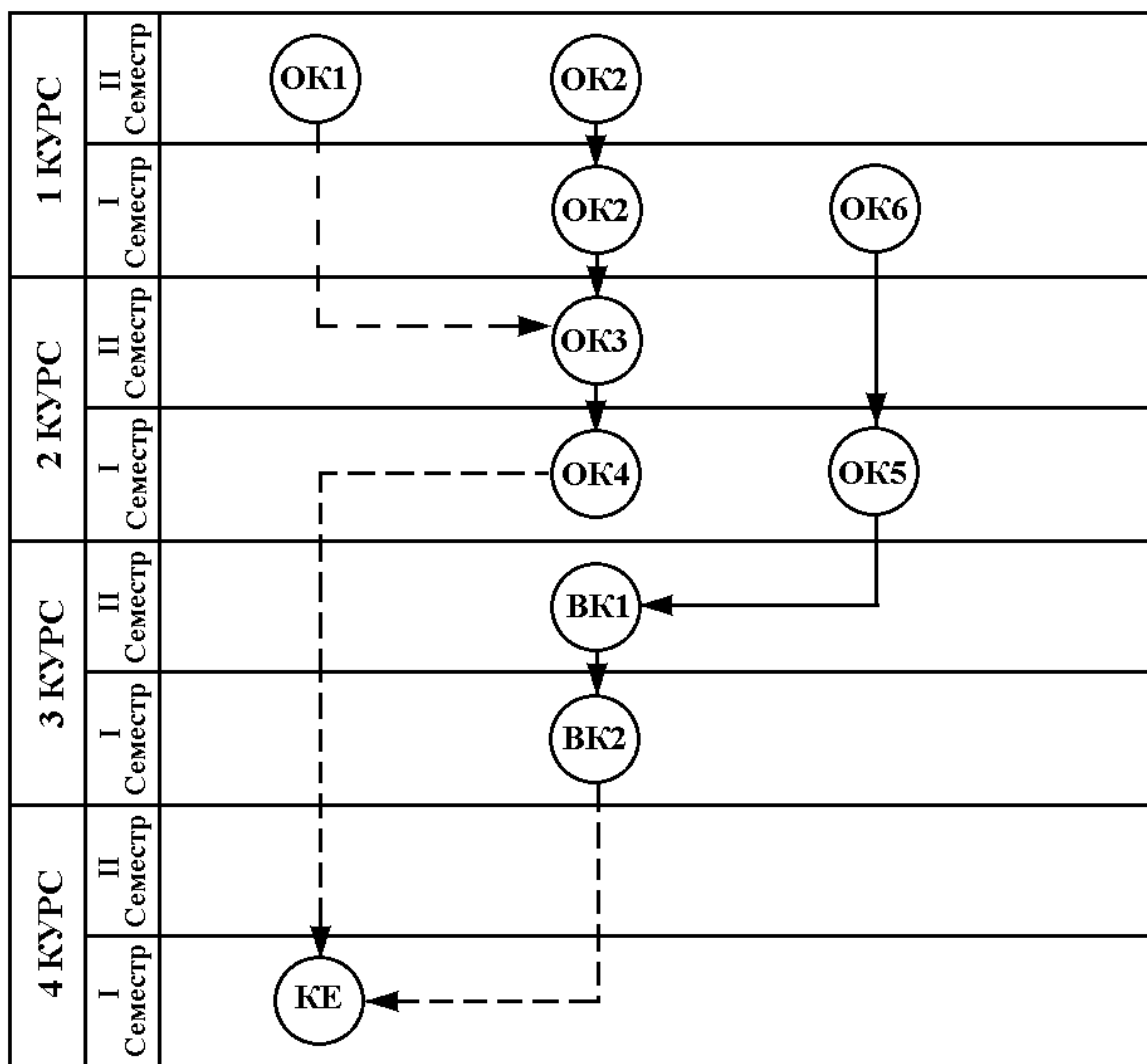 1 КУРС
II
Семестр
ОК1
ОК2
I
Семестр
ОК2
ОК6
2 КУРС
II
Семестр
ОК3
I
Семестр
ОК4
ОК5
3 КУРС
II
Семестр
ВК1
I
Семестр
ВК2
4 КУРС
II
Семестр
I
Семестр
КЕ